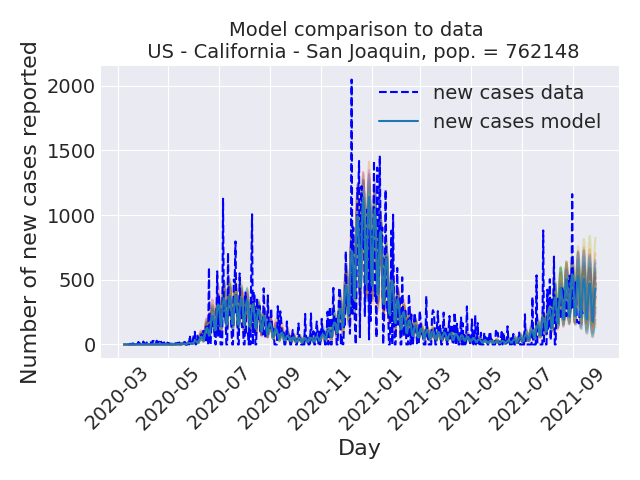 Model comparison to data
US - California - San Joaquin, pop. = 762148
Number of new cases reported
2000
1500
1000
500
0
new cases data
new cases model
2020-03
2020-05
2020-07
2020-09
2020-11
2021-01
2021-03
2021-05
2021-07
2021-09
Day